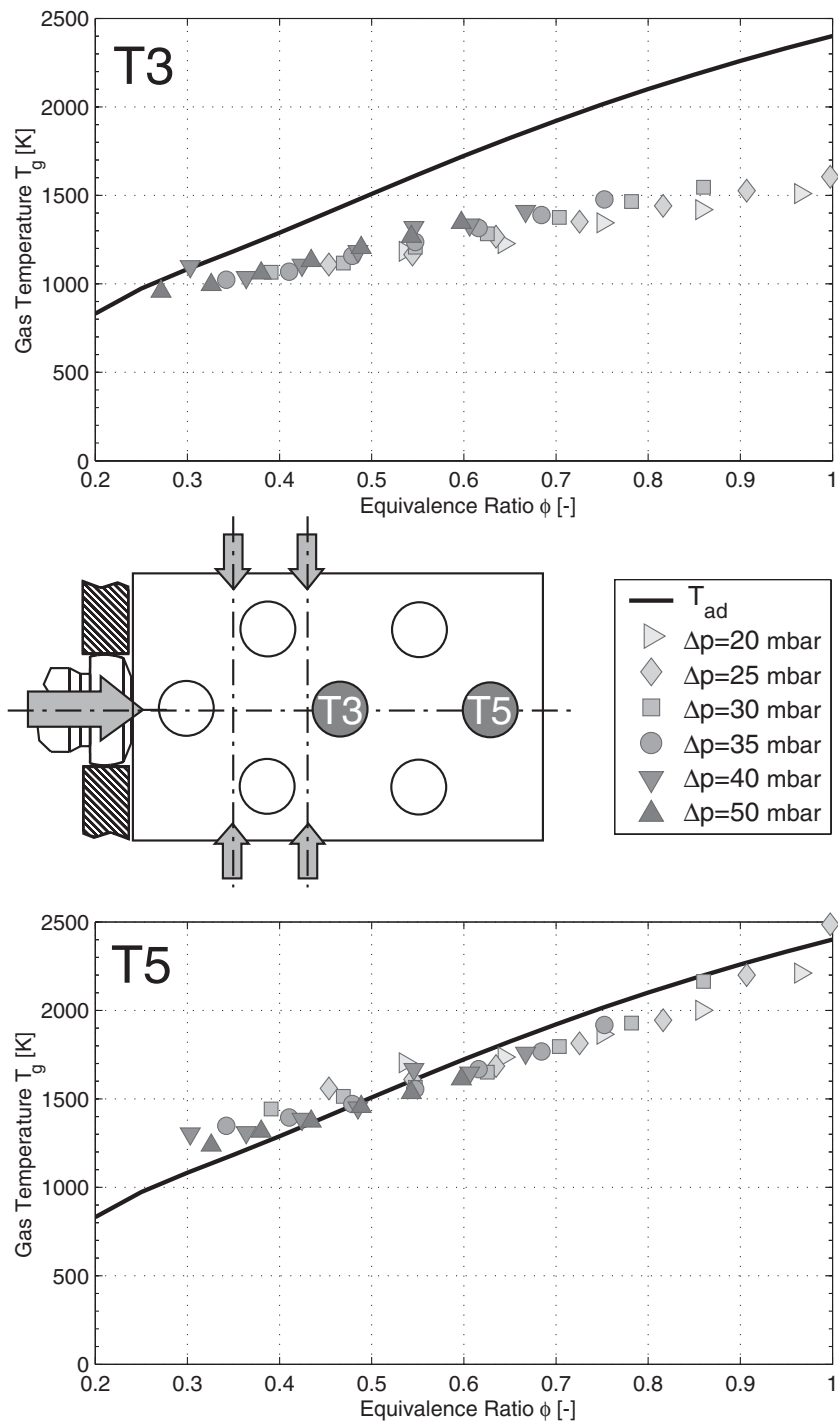 T3
Gas Temperature T_g [K]
2500
2000
1500
1000
500
0
0.2 0.3 0.4 0.5 0.6 0.7 0.8 0.9 1
Equivalence Ratio ϕ [-]
T3 T5
T_ad
Δp=20 mbar
Δp=25 mbar
Δp=30 mbar
Δp=35 mbar
Δp=40 mbar
Δp=50 mbar
T5
Gas Temperature T_g [K]
2500
2000
1500
1000
500
0
0.2 0.3 0.4 0.5 0.6 0.7 0.8 0.9 1
Equivalence Ratio ϕ [-]